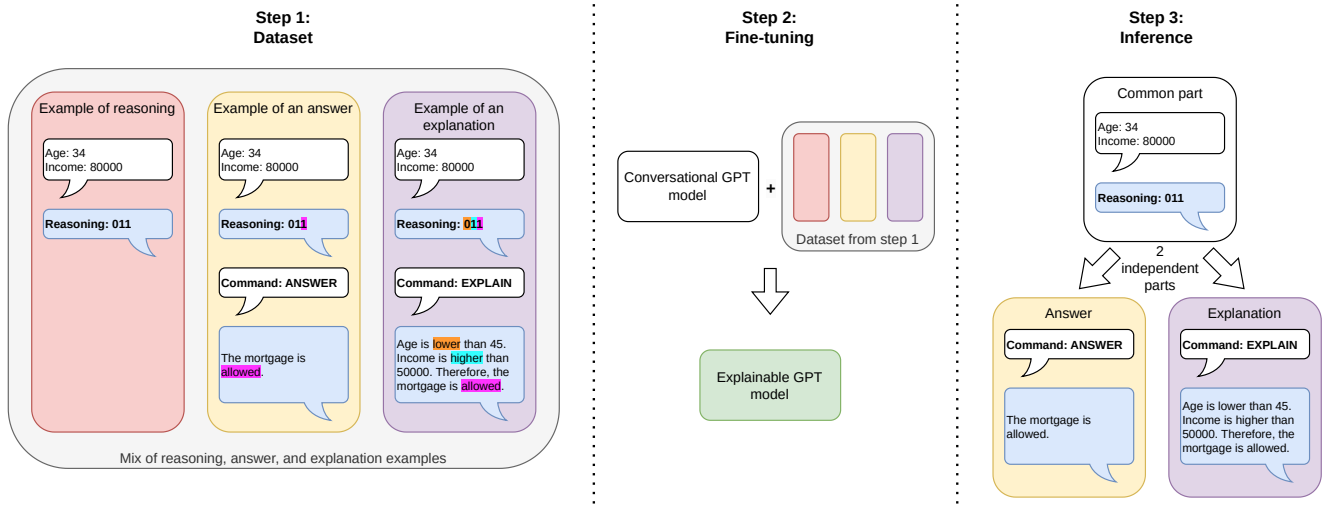 Step 1:
Dataset
Example of reasoning
Age: 34
Income: 80000
Reasoning: 011
Example of an answer
Age: 34
Income: 80000
Reasoning: 011
Command: ANSWER
The mortgage is
allowed.
Example of an
explanation
Age: 34
Income: 80000
Reasoning: 011
Command: EXPLAIN
Age is lower than 45.
Income is higher than
50000. Therefore, the
mortgage is allowed.
Mix of reasoning, answer, and explanation examples
Step 2:
Fine-tuning
Conversational GPT
model
+
Dataset from step 1
Explainable GPT
model
Step 3:
Inference
Common part
Age: 34
Income: 80000
Reasoning: 011
2
independent
parts
Answer
Command: ANSWER
The mortgage is
allowed.
Explanation
Command: EXPLAIN
Age is lower than 45.
Income is higher than
50000. Therefore, the
mortgage is allowed.